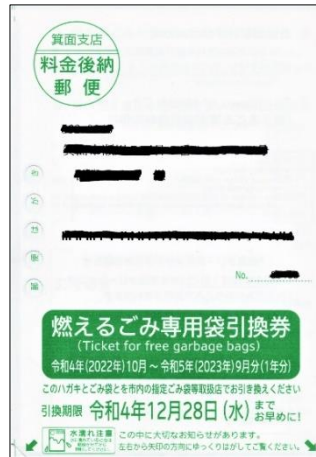 箕面支店
料金後納
郵便
No.
燃えるごみ専用袋引換券
(Ticket for free garbage bags)
令和4年(2022年)10月～令和5年(2023年)9月分(1年分)
このハガキとごみ袋とを市内の指定ごみ袋等取扱店でお引き換えください
引換期限 令和4年12月28日(水)まで
お早めに!
水濡れ注意
この中に大切なお知らせがあります。
左右から矢印の方向にゆっくりはがしてご覧ください。